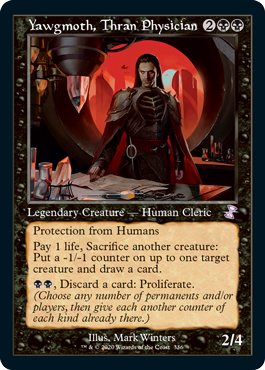 Yawgmoth, Thran Physician 2
Legendary Creature — Human Cleric
Protection from Humans
Pay 1 life, Sacrifice another creature:
Put a -1/-1 counter on up to one target
creature and draw a card.
, Discard a card: Proliferate.
(Choose any number of permanents and/or
players, then give each another counter of
each kind already there.)
Illus. Mark Winters
™ & © 2020 Wizards of the Coast
2/4